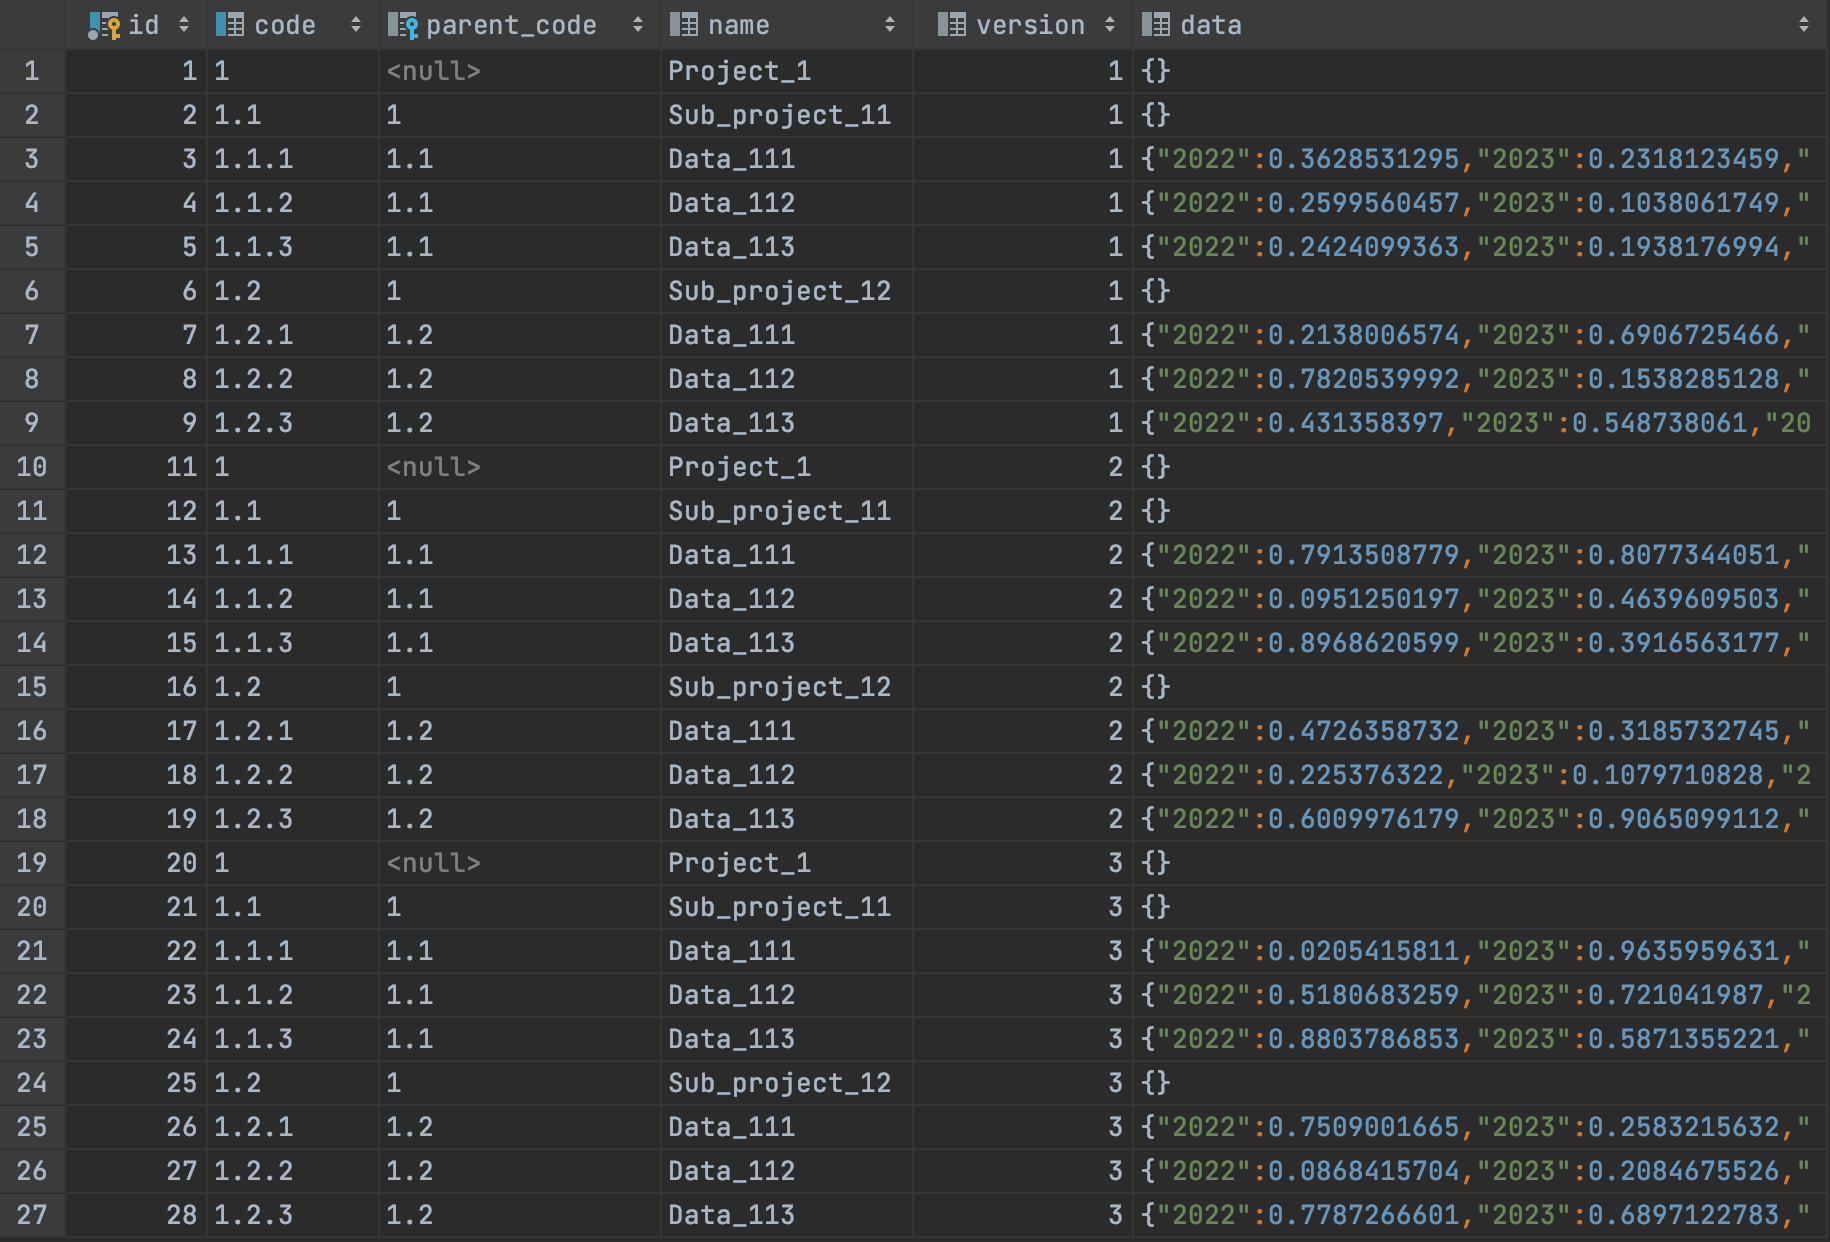 id code parent_code name version data
1 1 1 <null> Project_1 1 {}
2 2 1.1 1 Sub_project_11 1 {}
3 3 1.1.1 1.1 Data_111 1 {"2022":0.3628531295,"2023":0.2318123459,"
4 4 1.1.2 1.1 Data_112 1 {"2022":0.2599560457,"2023":0.1038061749,"
5 5 1.1.3 1.1 Data_113 1 {"2022":0.2424099363,"2023":0.1938176994,"
6 6 1.2 1 Sub_project_12 1 {}
7 7 1.2.1 1.2 Data_111 1 {"2022":0.2138006574,"2023":0.6906725466,"
8 8 1.2.2 1.2 Data_112 1 {"2022":0.7820539992,"2023":0.1538285128,"
9 9 1.2.3 1.2 Data_113 1 {"2022":0.431358397,"2023":0.548738061,"20
10 11 1 <null> Project_1 2 {}
11 12 1.1 1 Sub_project_11 2 {}
12 13 1.1.1 1.1 Data_111 2 {"2022":0.7913508779,"2023":0.8077344051,"
13 14 1.1.2 1.1 Data_112 2 {"2022":0.0951250197,"2023":0.4639609503,"
14 15 1.1.3 1.1 Data_113 2 {"2022":0.8968620599,"2023":0.3916563177,"
15 16 1.2 1 Sub_project_12 2 {}
16 17 1.2.1 1.2 Data_111 2 {"2022":0.4726358732,"2023":0.3185732745,"
17 18 1.2.2 1.2 Data_112 2 {"2022":0.225376322,"2023":0.1079710828,"2
18 19 1.2.3 1.2 Data_113 2 {"2022":0.6009976179,"2023":0.9065099112,"
19 20 1 <null> Project_1 3 {}
20 21 1.1 1 Sub_project_11 3 {}
21 22 1.1.1 1.1 Data_111 3 {"2022":0.0205415811,"2023":0.9635959631,"
22 23 1.1.2 1.1 Data_112 3 {"2022":0.5180683259,"2023":0.721041987,"2
23 24 1.1.3 1.1 Data_113 3 {"2022":0.8803786853,"2023":0.5871355221,"
24 25 1.2 1 Sub_project_12 3 {}
25 26 1.2.1 1.2 Data_111 3 {"2022":0.7509001665,"2023":0.2583215632,"
26 27 1.2.2 1.2 Data_112 3 {"2022":0.0868415704,"2023":0.2084675526,"
27 28 1.2.3 1.2 Data_113 3 {"2022":0.7787266601,"2023":0.6897122783,"